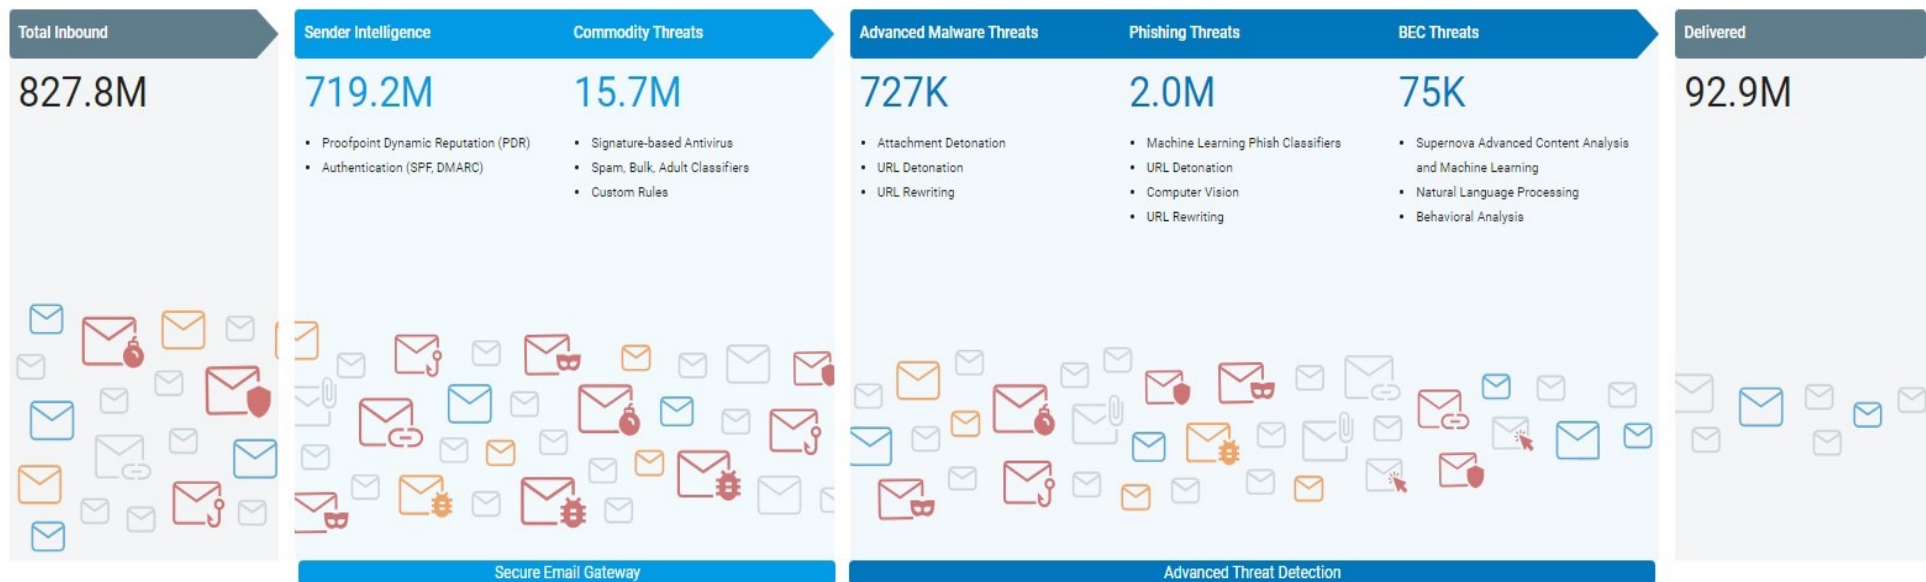 Total Inbound
827.8M
Sender Intelligence
719.2M
• Proofpoint Dynamic Reputation (PDR)
• Authentication (SPF, DMARC)
Commodity Threats
15.7M
• Signature-based Antivirus
• Spam, Bulk, Adult Classifiers
• Custom Rules
Secure Email Gateway
Advanced Malware Threats
727K
• Attachment Detonation
• URL Detonation
• URL Rewriting
Phishing Threats
2.0M
• Machine Learning Phish Classifiers
• URL Detonation
• Computer Vision
• URL Rewriting
BEC Threats
75K
• Supernova Advanced Content Analysis
and Machine Learning
• Natural Language Processing
• Behavioral Analysis
Advanced Threat Detection
Delivered
92.9M